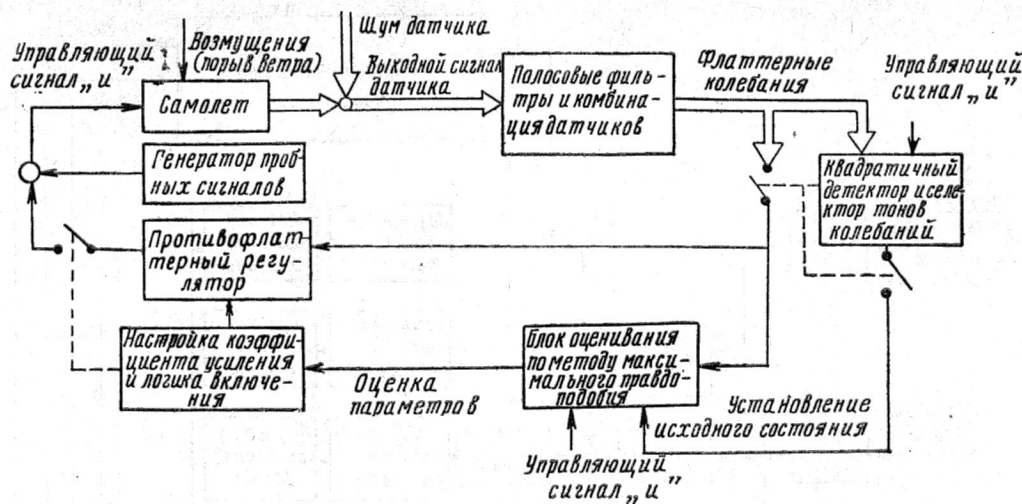 Управляющий
сигнал „и”
Возмущения
(порыв ветра)
Шум датчика
Выходной сигнал
датчика
Самолет
Полосовые филь-
тры и комбина-
ция датчиков
Флаттерные
колебания
Управляющий
сигнал „и”
Генератор проб-
ных сигналов
Квадратичный
детектор и селек-
тор тонов
колебаний
Противофлат-
терный регу-
лятор
Настройка коэффи-
циента усиления
и логика включе-
ния
Оценка
параметров
Блок оценивания
по методу макси-
мального правдо-
подобия
Установление
исходного состояния
Управляющий
сигнал „и”